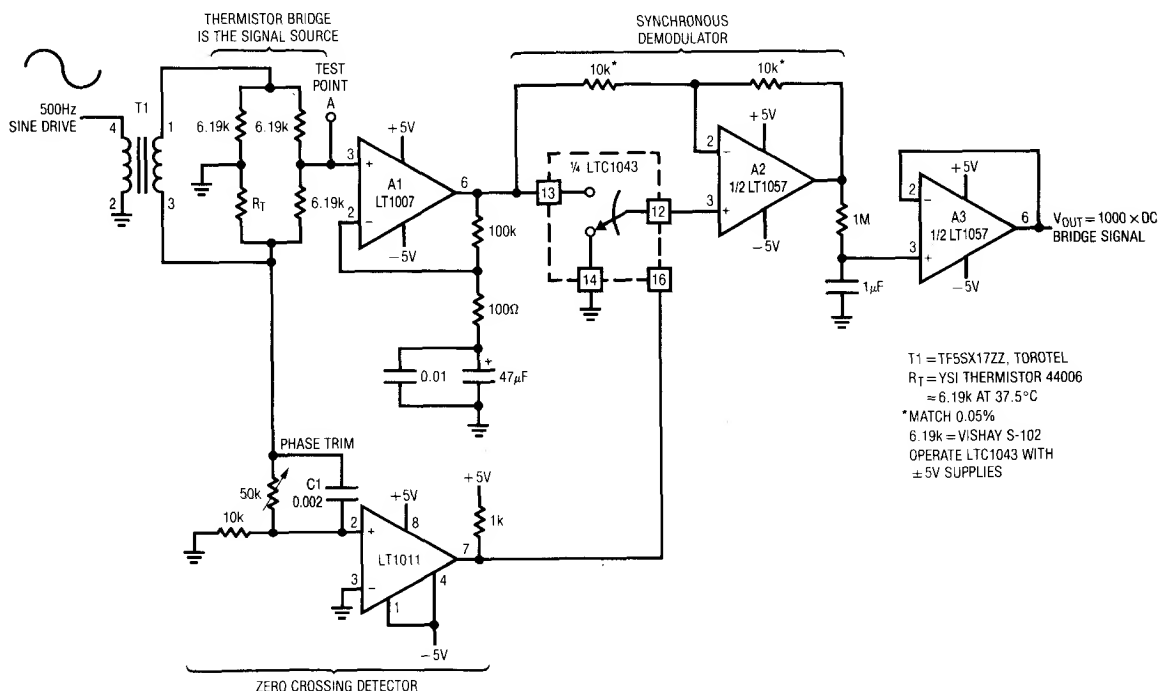 THERMISTOR BRIDGE
IS THE SIGNAL SOURCE
SYNCHRONOUS
DEMODULATOR
TEST
POINT
A
10k*
10k*
500Hz
SINE DRIVE
T1
4
1
2
3
6.19k
6.19k
RT
6.19k
+5V
3
+
A1
LT1007
6
2
−
−5V
100k
100Ω
0.01
+
47µF
¼ LTC1043
13
12
14
16
+5V
2
−
A2
1/2 LT1057
3
+
−5V
1M
1µF
+5V
2
−
A3
1/2 LT1057
6
3
+
−5V
VOUT = 1000 × DC
BRIDGE SIGNAL
T1 = TF5SX17ZZ, TOROTEL
RT = YSI THERMISTOR 44006
≈ 6.19k AT 37.5°C
*MATCH 0.05%
6.19k = VISHAY S-102
OPERATE LTC1043 WITH
±5V SUPPLIES
PHASE TRIM
50k
C1
0.002
10k
+5V
8
2
+
LT1011
7
3
−
1
4
−5V
+5V
1k
ZERO CROSSING DETECTOR